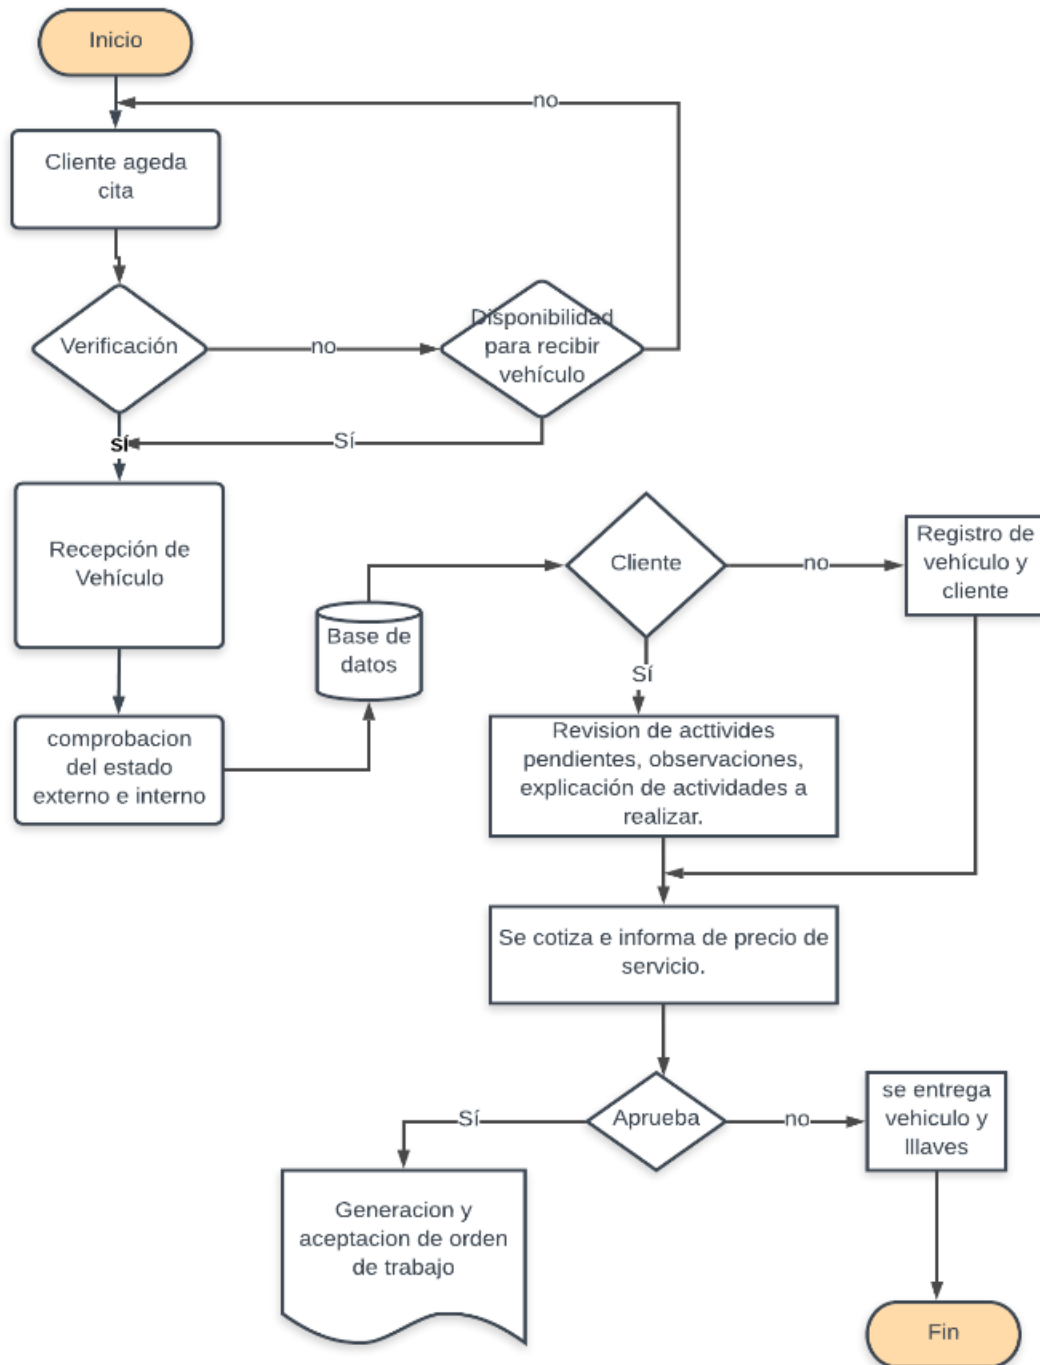 Inicio
no
Cliente ageda
cita
Verificación
no
Disponibilidad
para recibir
vehículo
sí
Sí
Recepción de
Vehículo
Cliente
no
Registro de
vehículo y
cliente
Base de
datos
Sí
comprobacion
del estado
externo e interno
Revision de acttivides
pendientes, observaciones,
explicación de actividades a
realizar.
Se cotiza e informa de precio de
servicio.
Sí
Aprueba
no
se entrega
vehiculo y
lllaves
Generacion y
aceptacion de orden
de trabajo
Fin